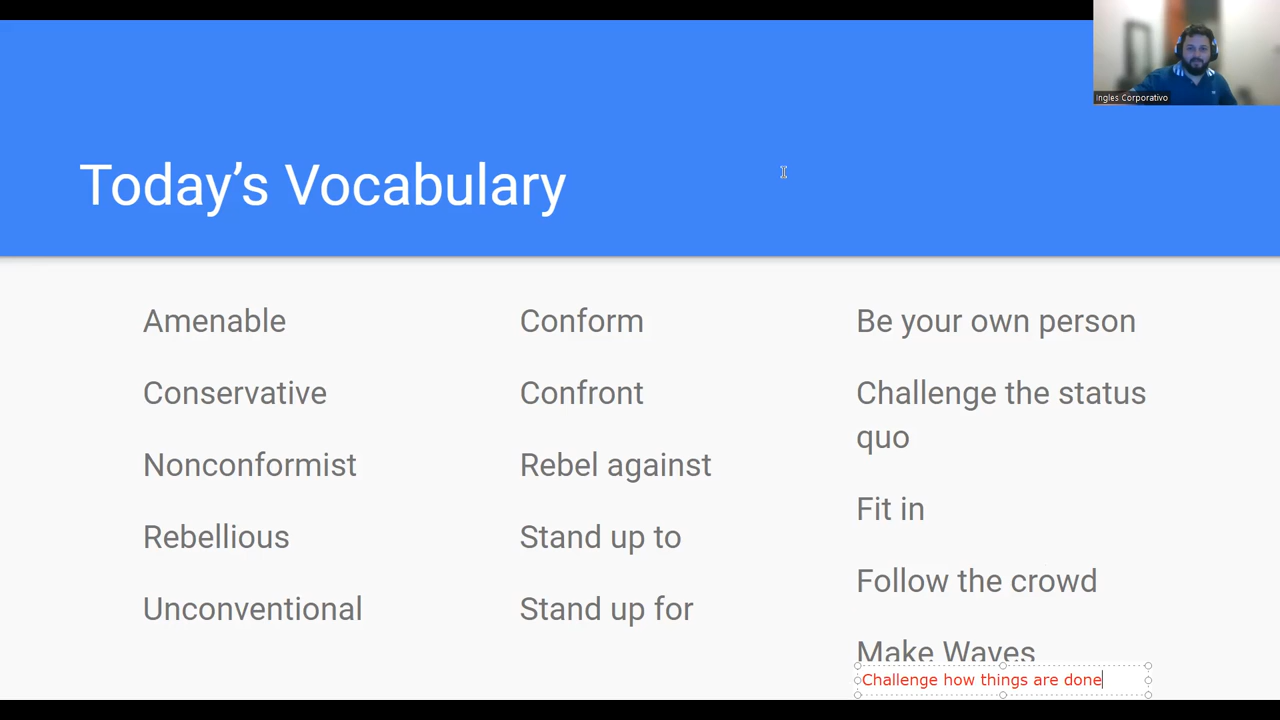 Ingles Corporativo
Today's Vocabulary
Amenable
Conservative
Nonconformist
Rebellious
Unconventional
Conform
Confront
Rebel against
Stand up to
Stand up for
Be your own person
Challenge the status
quo
Fit in
Follow the crowd
Make Waves
Challenge how things are done